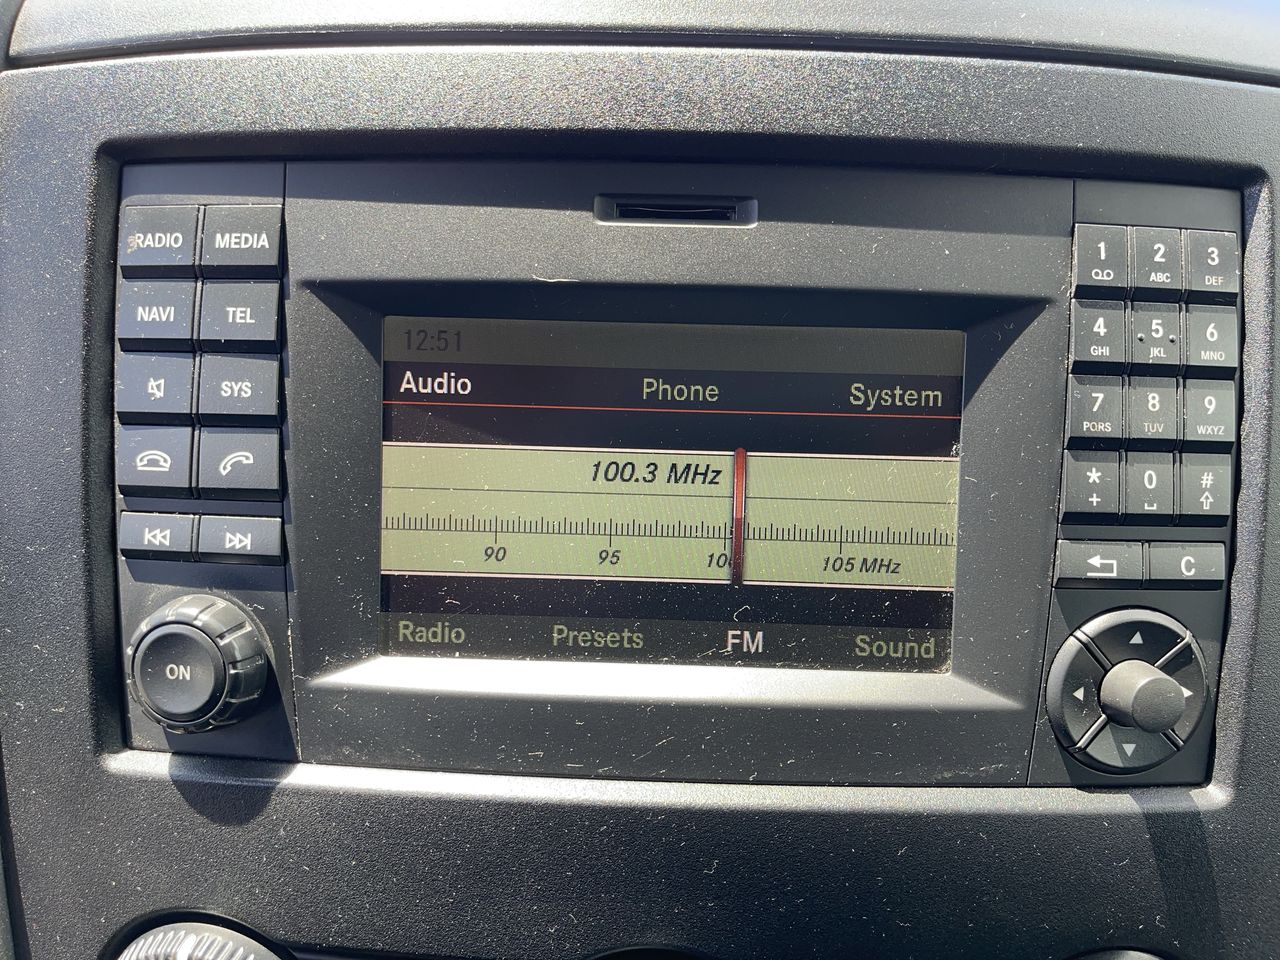 RADIO MEDIA
NAVI TEL
SYS
ON
12:51
Audio Phone System
100.3 MHz
90 95 10 105 MHz
Radio Presets FM Sound
1 2 3
ABC DEF
4 5 6
GHI JKL MNO
7 8 9
PQRS TUV WXYZ
* 0 #
+
C